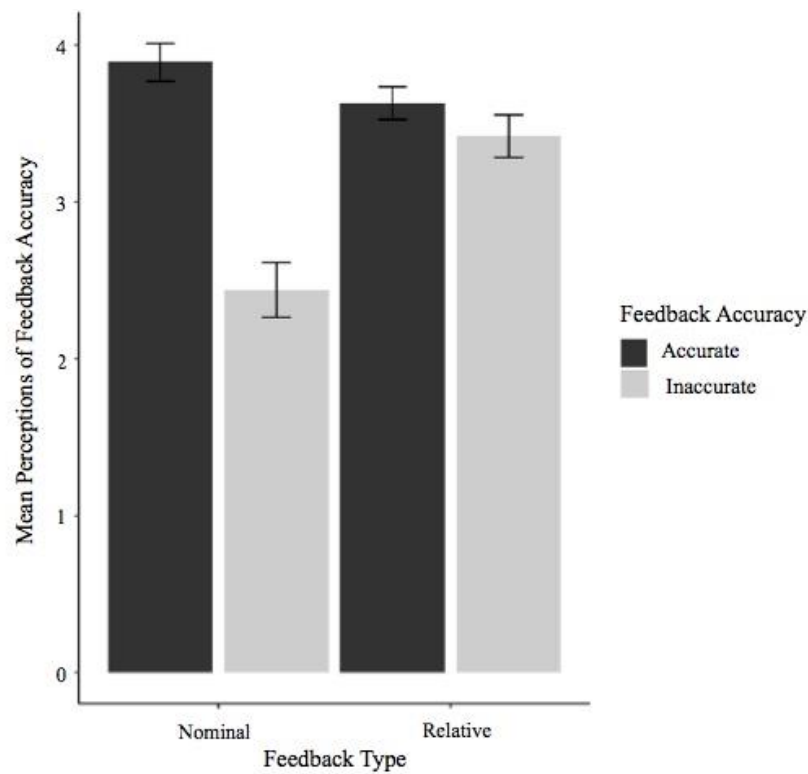 4
3
2
1
0
Mean Perceptions of Feedback Accuracy
Nominal
Relative
Feedback Type
Feedback Accuracy
Accurate
Inaccurate